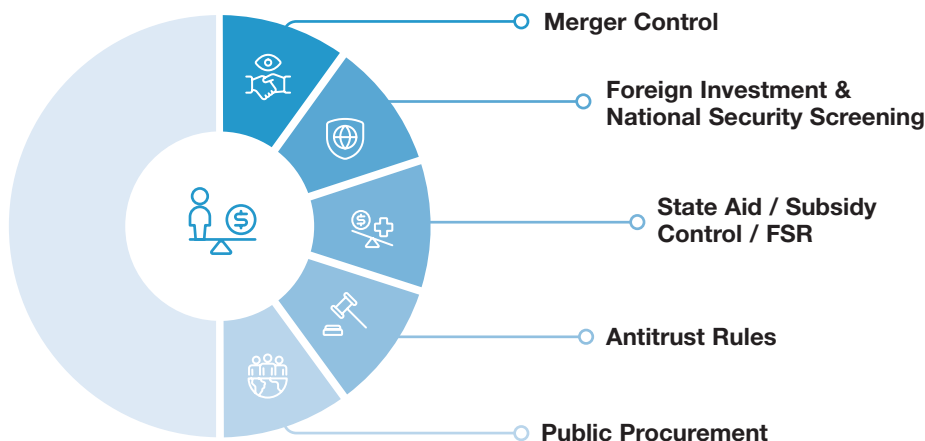 Merger Control
Foreign Investment &
National Security Screening
State Aid / Subsidy
Control / FSR
Antitrust Rules
Public Procurement